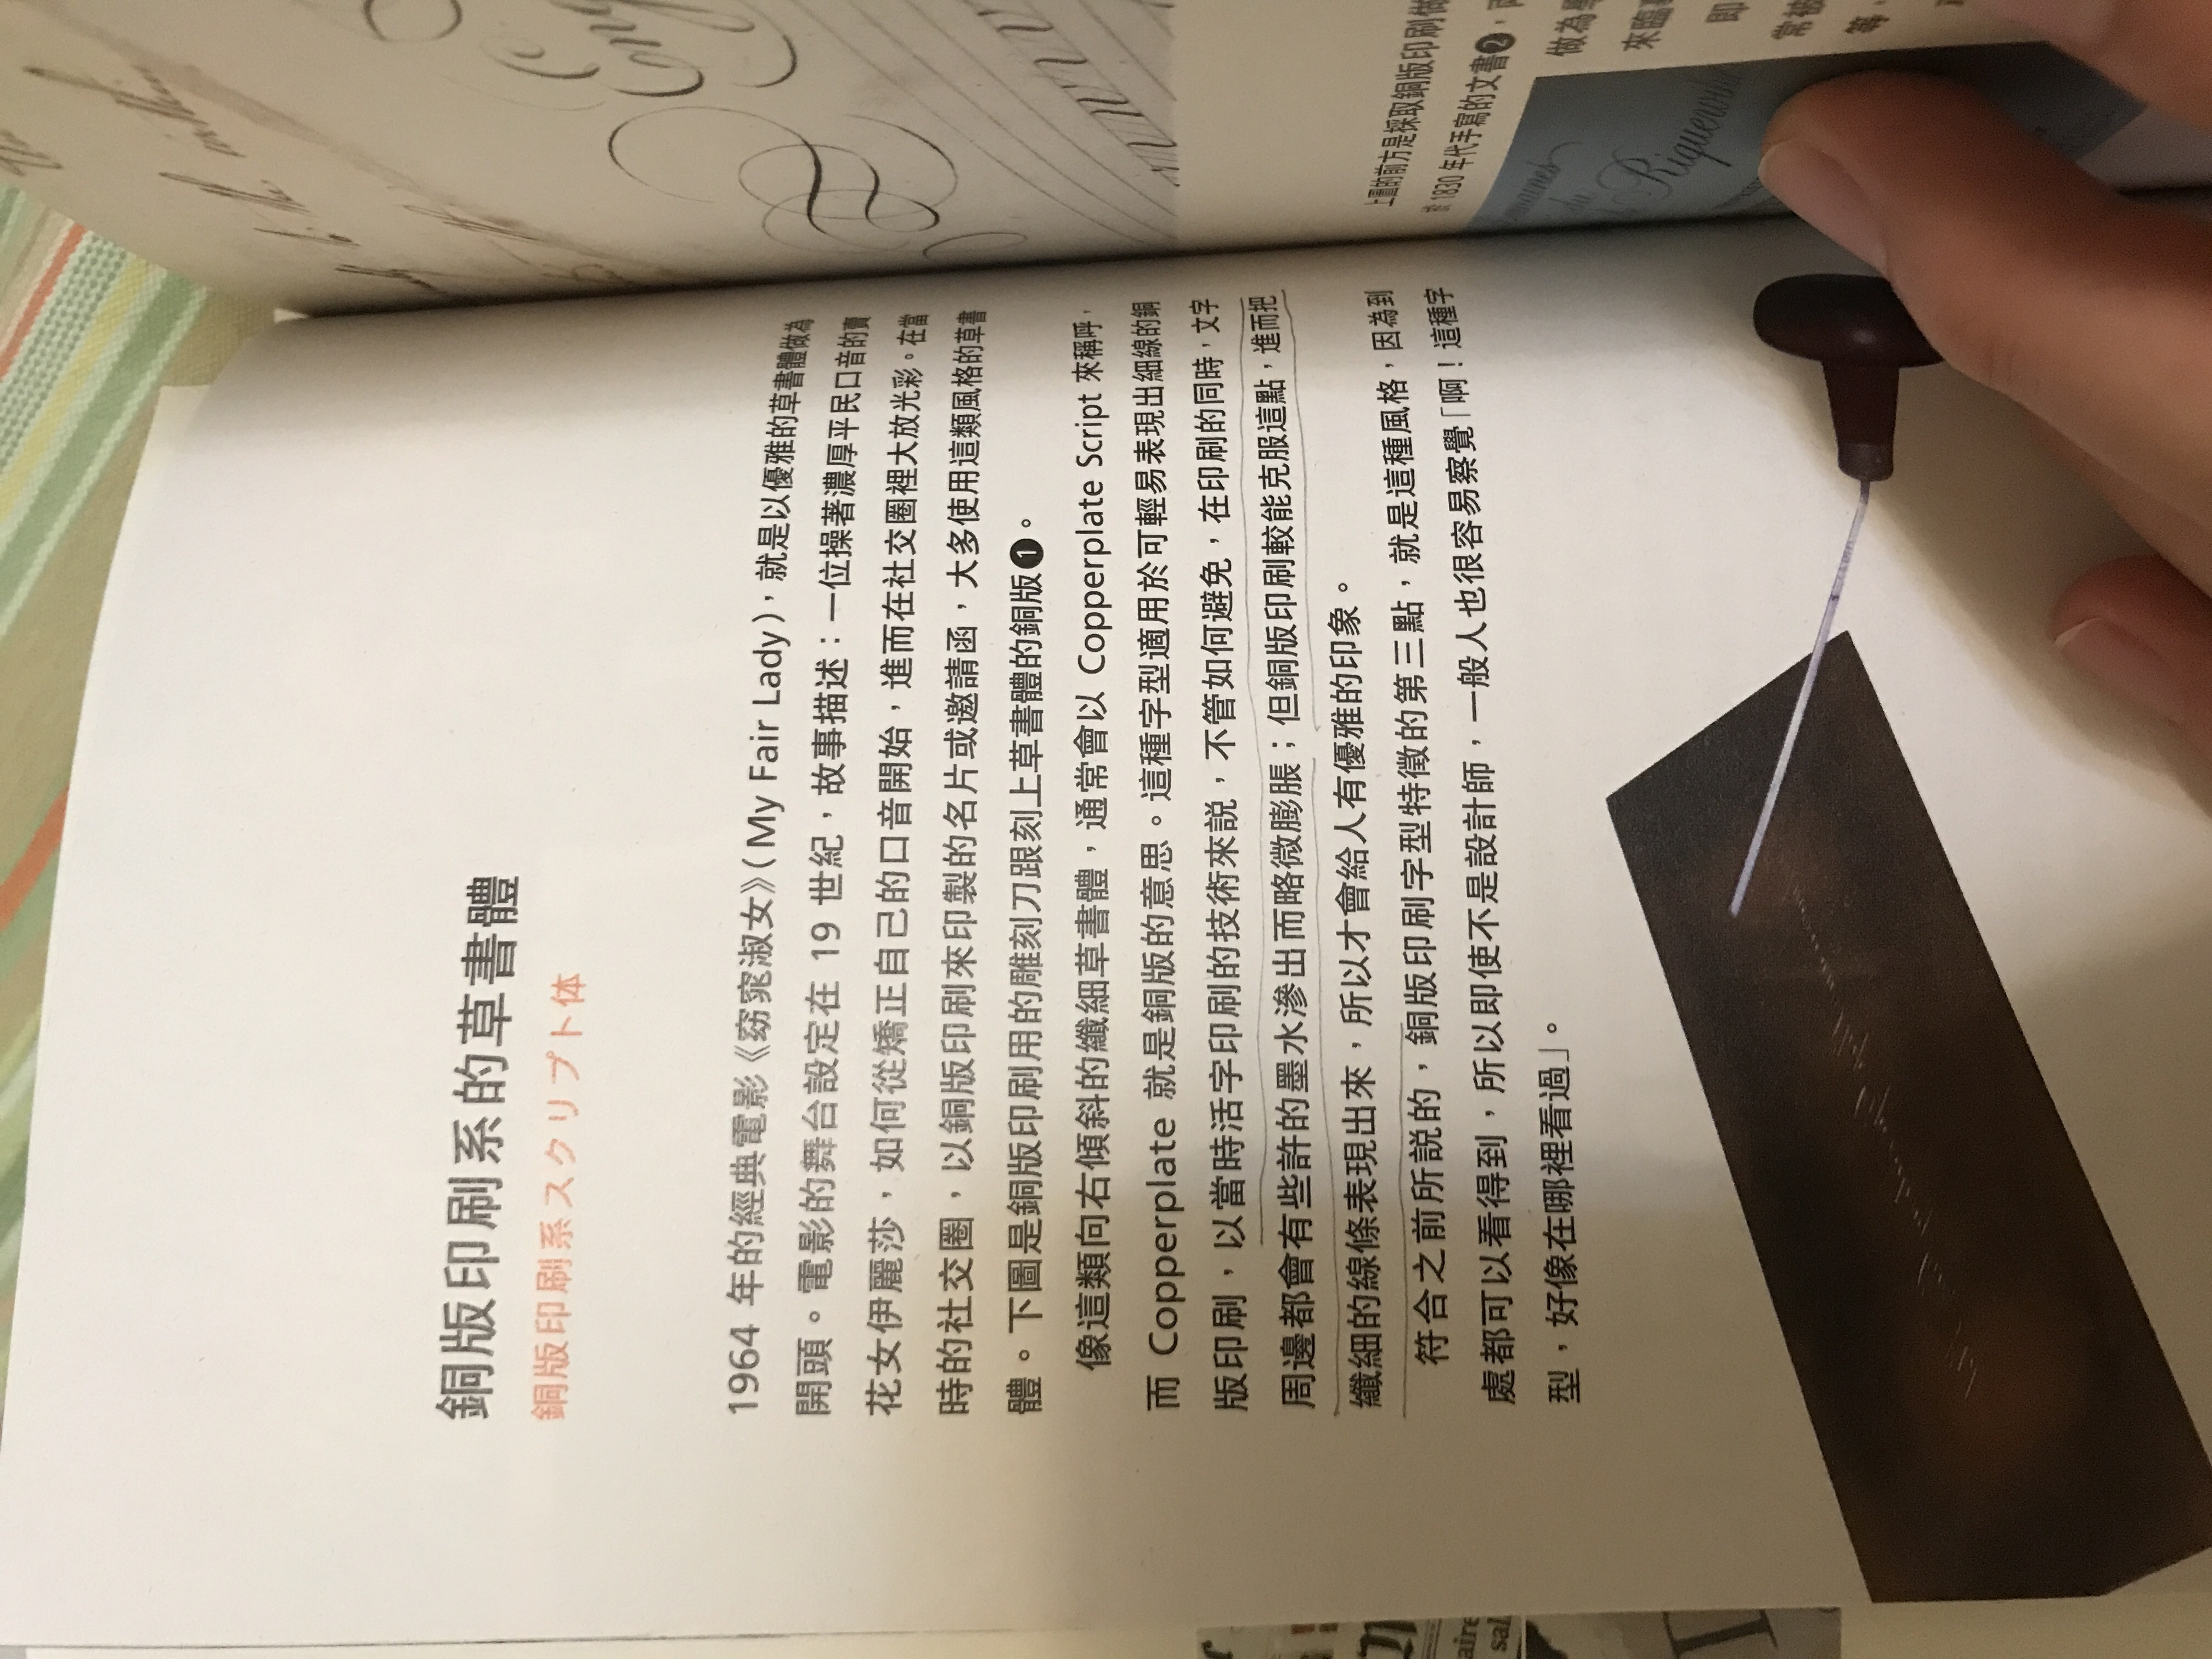 銅版印刷系的草書體
銅版印刷系スクリプト体
1964 年的經典電影《窈窕淑女》（My Fair Lady），就是以優雅的草書體做為
開頭。電影的舞台設定在 19 世紀，故事描述：一位操著濃厚平民口音的賣
花女伊麗莎，如何從矯正自己的口音開始，進而在社交圈裡大放光彩。在當
時的社交圈，以銅版印刷來印製的名片或邀請函，大多使用這類風格的草書
體。下圖是銅版印刷用的雕刻刀跟刻上草書體的銅版❶。
像這類向右傾斜的纖細草書體，通常會以 Copperplate Script 來稱呼，
而 Copperplate 就是銅版的意思。這種字型適用於可輕易表現出細線的銅
版印刷，以當時活字印刷的技術來說，不管如何避免，在印刷的同時，文字
周邊都會有些許的墨水滲出而略微膨脹；但銅版印刷較能克服這點，進而把
纖細的線條表現出來，所以才會給人有優雅的印象。
符合之前所説的，銅版印刷字型特徵的第三點，就是這種風格，因為到
處都可以看得到，所以即使不是設計師，一般人也很容易察覺「啊！這種字
型，好像在哪裡看過」。
上圖的前方是採取銅版印刷做
於 1830 年代手寫的文書❷，
做為
來臨
即
常被
等、
du
aire
sal